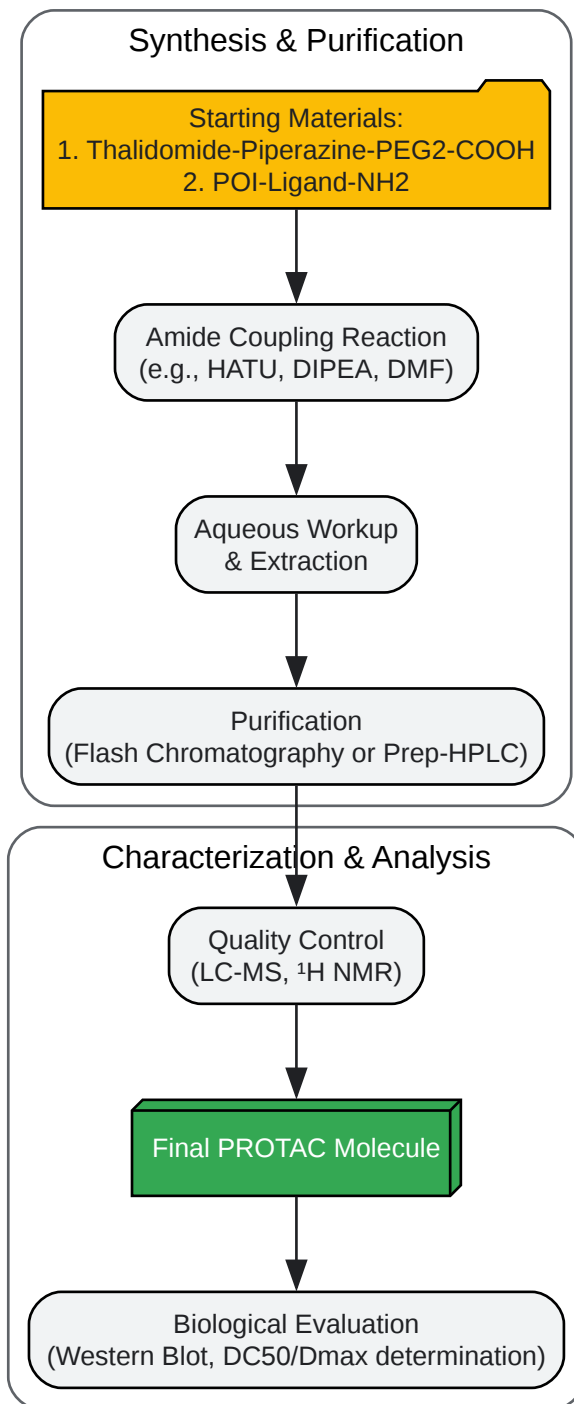 Synthesis & Purification
Starting Materials:
1. Thalidomide-Piperazine-PEG2-COOH
2. POI-Ligand-NH2
Amide Coupling Reaction
(e.g., HATU, DIPEA, DMF)
Aqueous Workup
& Extraction
Purification
(Flash Chromatography or Prep-HPLC)
Characterization & Analysis
Quality Control
(LC-MS, ¹H NMR)
Final PROTAC Molecule
Biological Evaluation
(Western Blot, DC50/Dmax determination)